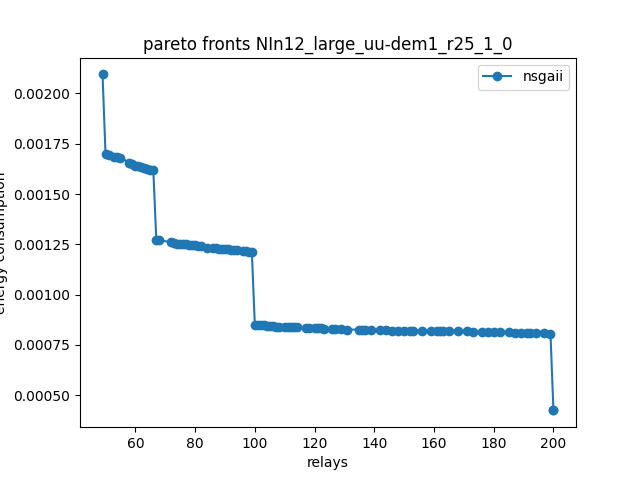 pareto fronts NIn12_large_uu-dem1_r25_1_0
nsgaii
0.00200
0.00175
0.00150
0.00125
0.00100
0.00075
0.00050
energy consumption
60 80 100 120 140 160 180 200
relays